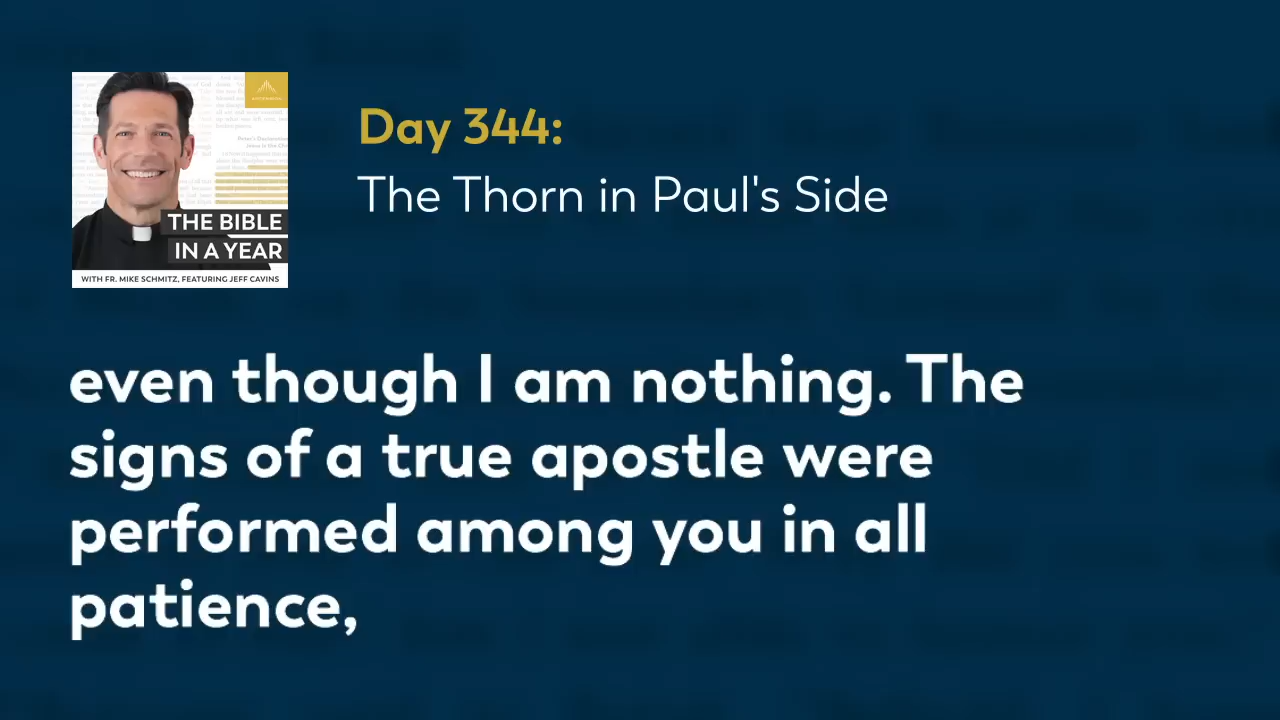 Day 344:
The Thorn in Paul's Side
THE BIBLE
IN A YEAR
WITH FR. MIKE SCHMITZ, FEATURING JEFF CAVINS
even though I am nothing. The
signs of a true apostle were
performed among you in all
patience,